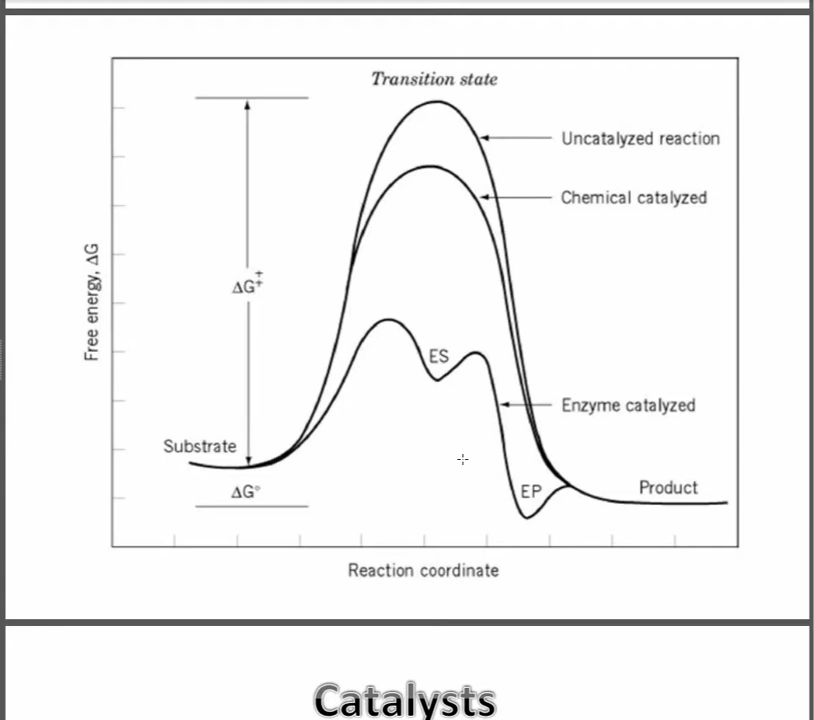 Transition state
Uncatalyzed reaction
Chemical catalyzed
Free energy, ΔG
ΔG‡
ES
Enzyme catalyzed
Substrate
ΔG°
EP
Product
Reaction coordinate
Catalysts